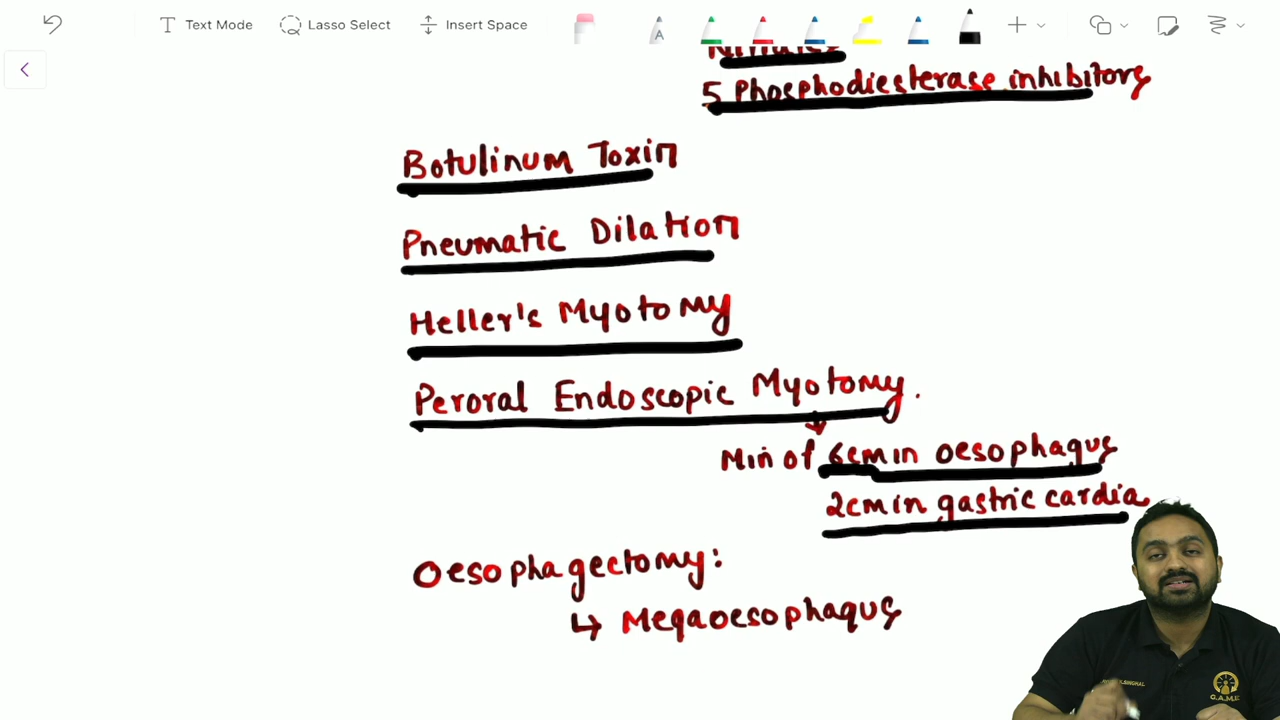 Text Mode
Lasso Select
Insert Space
A
5 Phosphodiesterase inhibitors
Botulinum Toxin
Pneumatic Dilation
Heller's Myotomy
Peroral Endoscopic Myotomy.
Min of 6cm in oesophagus
2cm in gastric cardia
Oesophagectomy:
↳ Megaoesophagus
SINGHAL